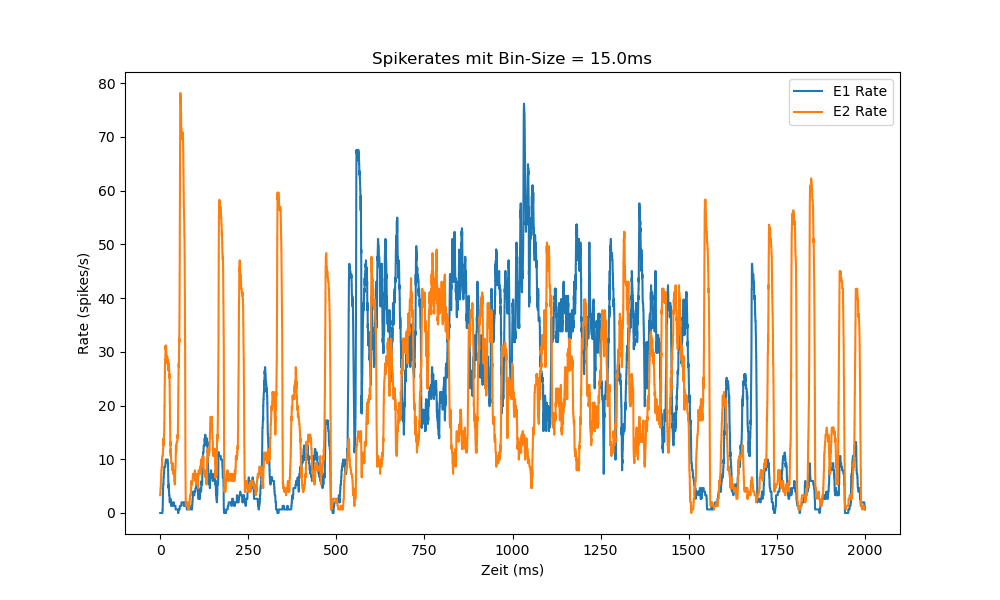 Spikerates mit Bin-Size = 15.0ms
E1 Rate
E2 Rate
Rate (spikes/s)
80
70
60
50
40
30
20
10
0
0 250 500 750 1000 1250 1500 1750 2000
Zeit (ms)